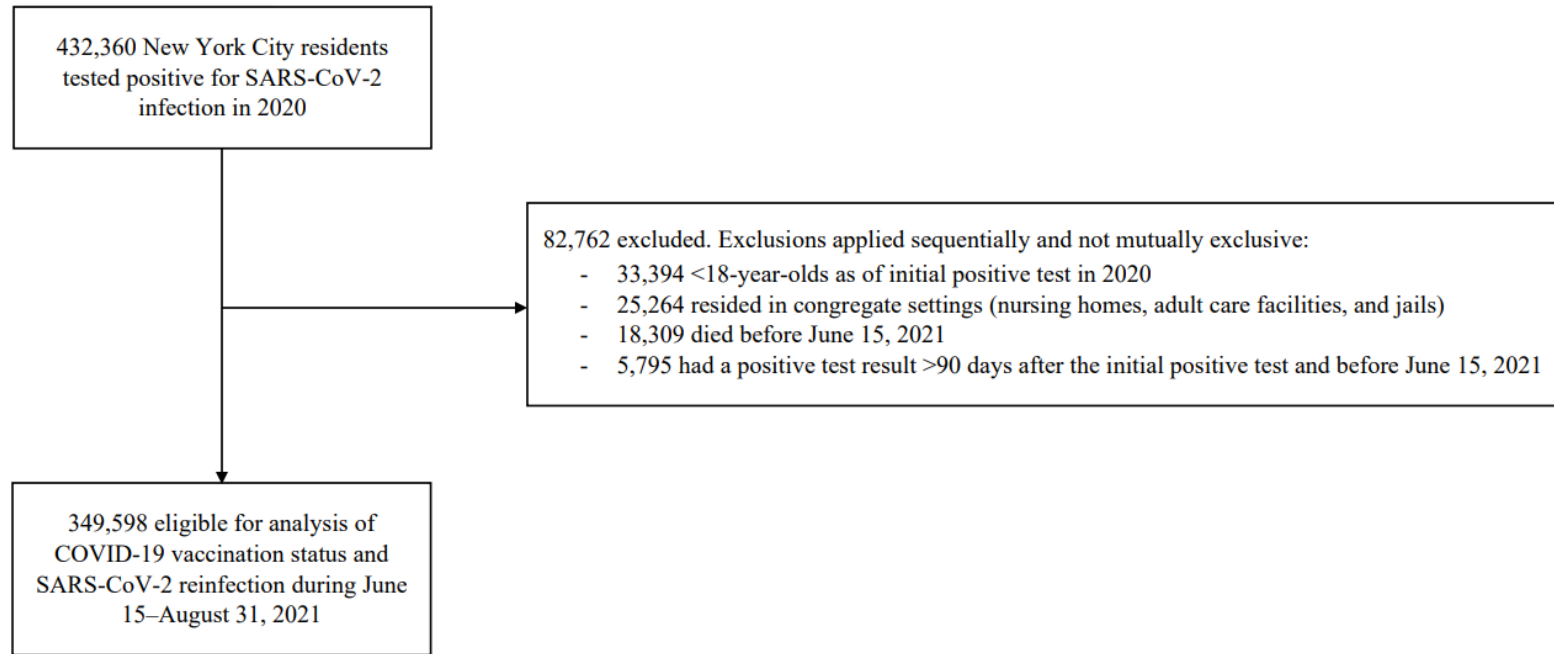 432,360 New York City residents
tested positive for SARS-CoV-2
infection in 2020
82,762 excluded. Exclusions applied sequentially and not mutually exclusive:
- 33,394 <18-year-olds as of initial positive test in 2020
- 25,264 resided in congregate settings (nursing homes, adult care facilities, and jails)
- 18,309 died before June 15, 2021
- 5,795 had a positive test result >90 days after the initial positive test and before June 15, 2021
349,598 eligible for analysis of
COVID-19 vaccination status and
SARS-CoV-2 reinfection during June
15–August 31, 2021